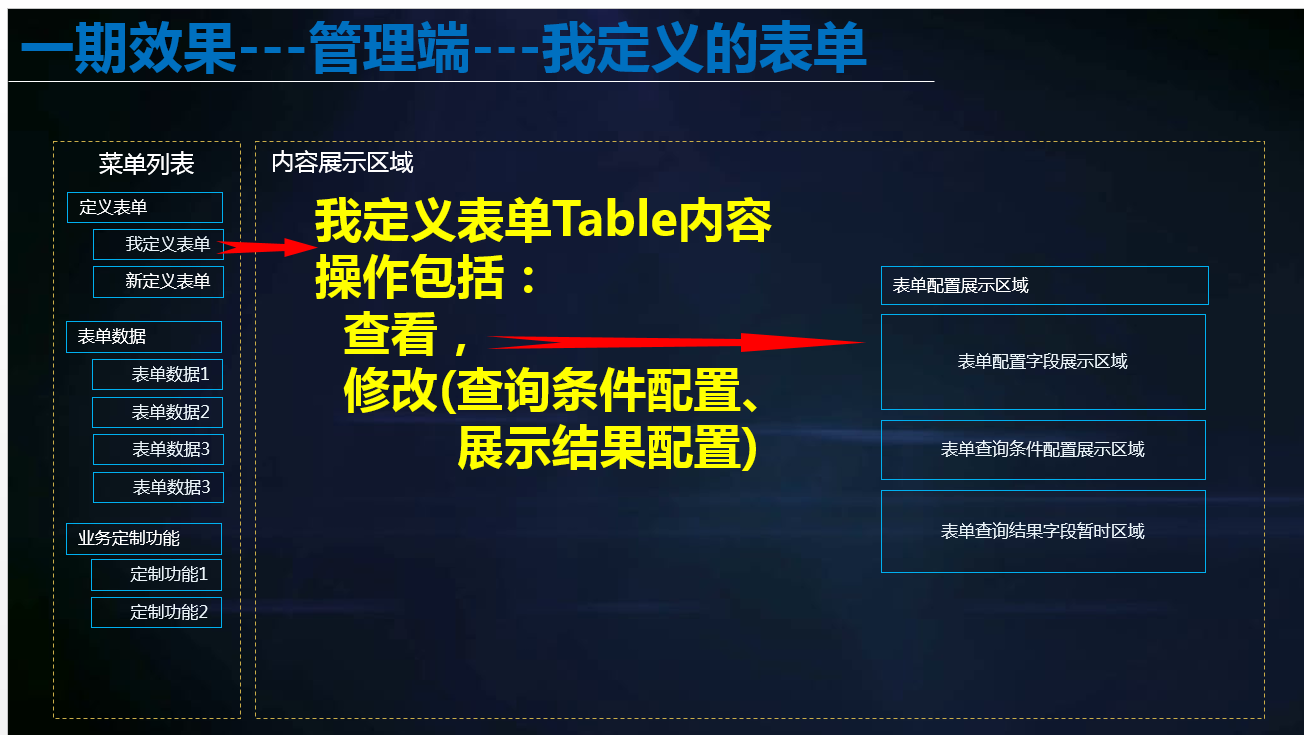 一期效果---管理端---我定义的表单
菜单列表
定义表单
我定义表单
新定义表单
表单数据
表单数据1
表单数据2
表单数据3
表单数据3
业务定制功能
定制功能1
定制功能2
内容展示区域
我定义表单Table内容
操作包括：
查看，
修改(查询条件配置、
展示结果配置)
表单配置展示区域
表单配置字段展示区域
表单查询条件配置展示区域
表单查询结果字段暂时区域